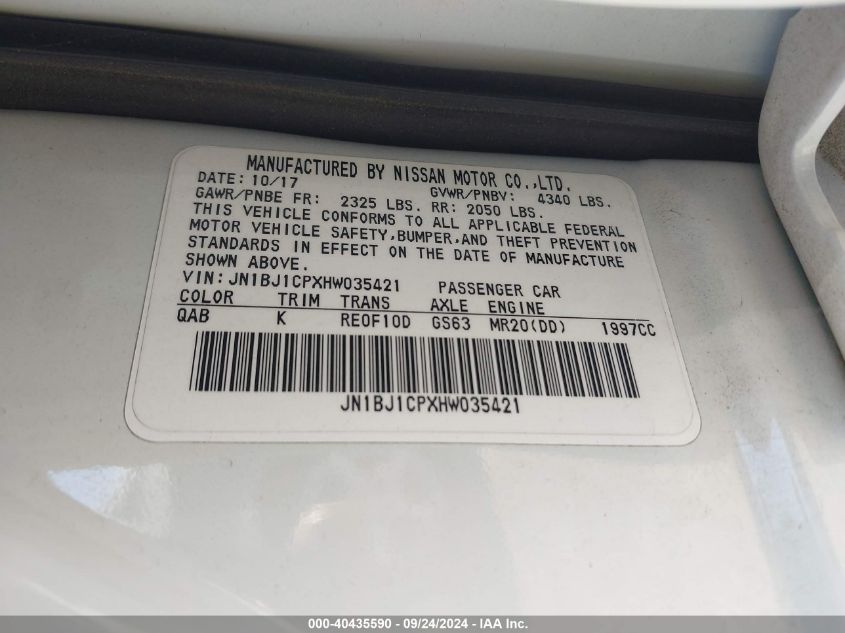 MANUFACTURED BY NISSAN MOTOR CO.,LTD.
DATE: 10/17 GVWR/PNBV: 4340 LBS.
GAWR/PNBE FR: 2325 LBS. RR: 2050 LBS.
THIS VEHICLE CONFORMS TO ALL APPLICABLE FEDERAL
MOTOR VEHICLE SAFETY,BUMPER,AND THEFT PREVENTION
STANDARDS IN EFFECT ON THE DATE OF MANUFACTURE
SHOWN ABOVE.
VIN: JN1BJ1CPXHW035421 PASSENGER CAR
COLOR TRIM TRANS AXLE ENGINE
QAB K RE0F10D GS63 MR20(DD) 1997CC
JN1BJ1CPXHW035421
000-40435590 - 09/24/2024 - IAA Inc.